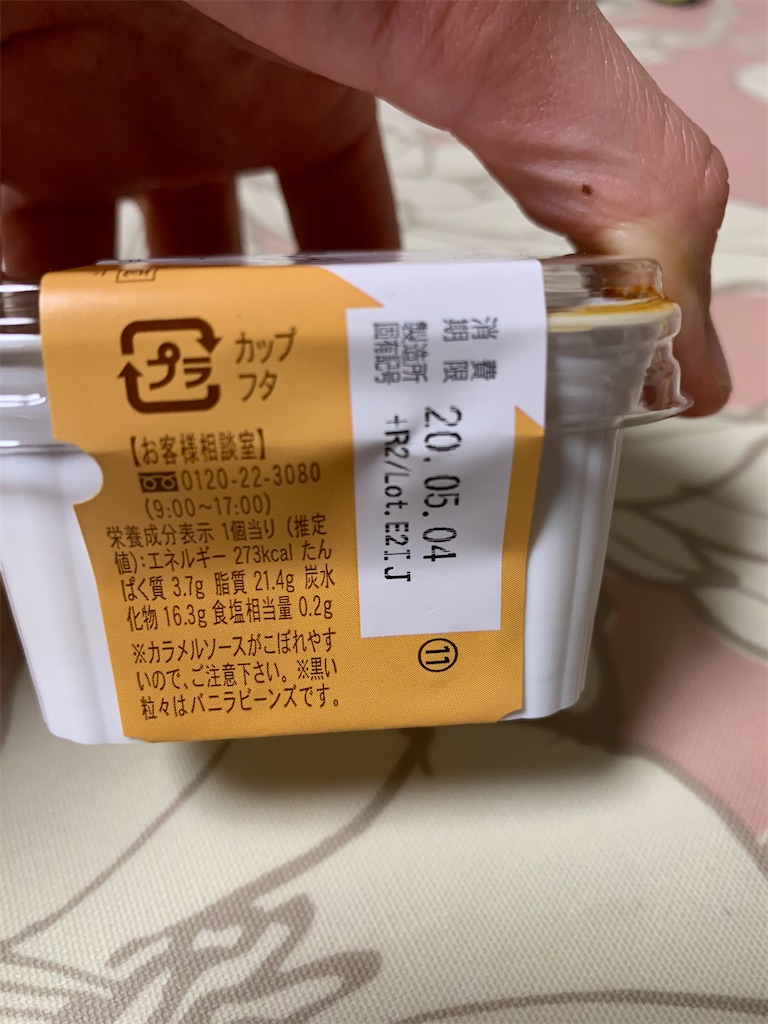 プラ
カップ
フタ
【お客様相談室】
0120-22-3080
(9:00〜17:00)
栄養成分表示 1個当り (推定
値):エネルギー 273kcal たん
ぱく質 3.7g 脂質 21.4g 炭水
化物 16.3g 食塩相当量 0.2g
※カラメルソースがこぼれやす
いので、ご注意下さい。※黒い
粒々はバニラビーンズです。
消費
期限
20.05.04
製造所
固有記号
+IR2/Lot.E2I.J
⑪